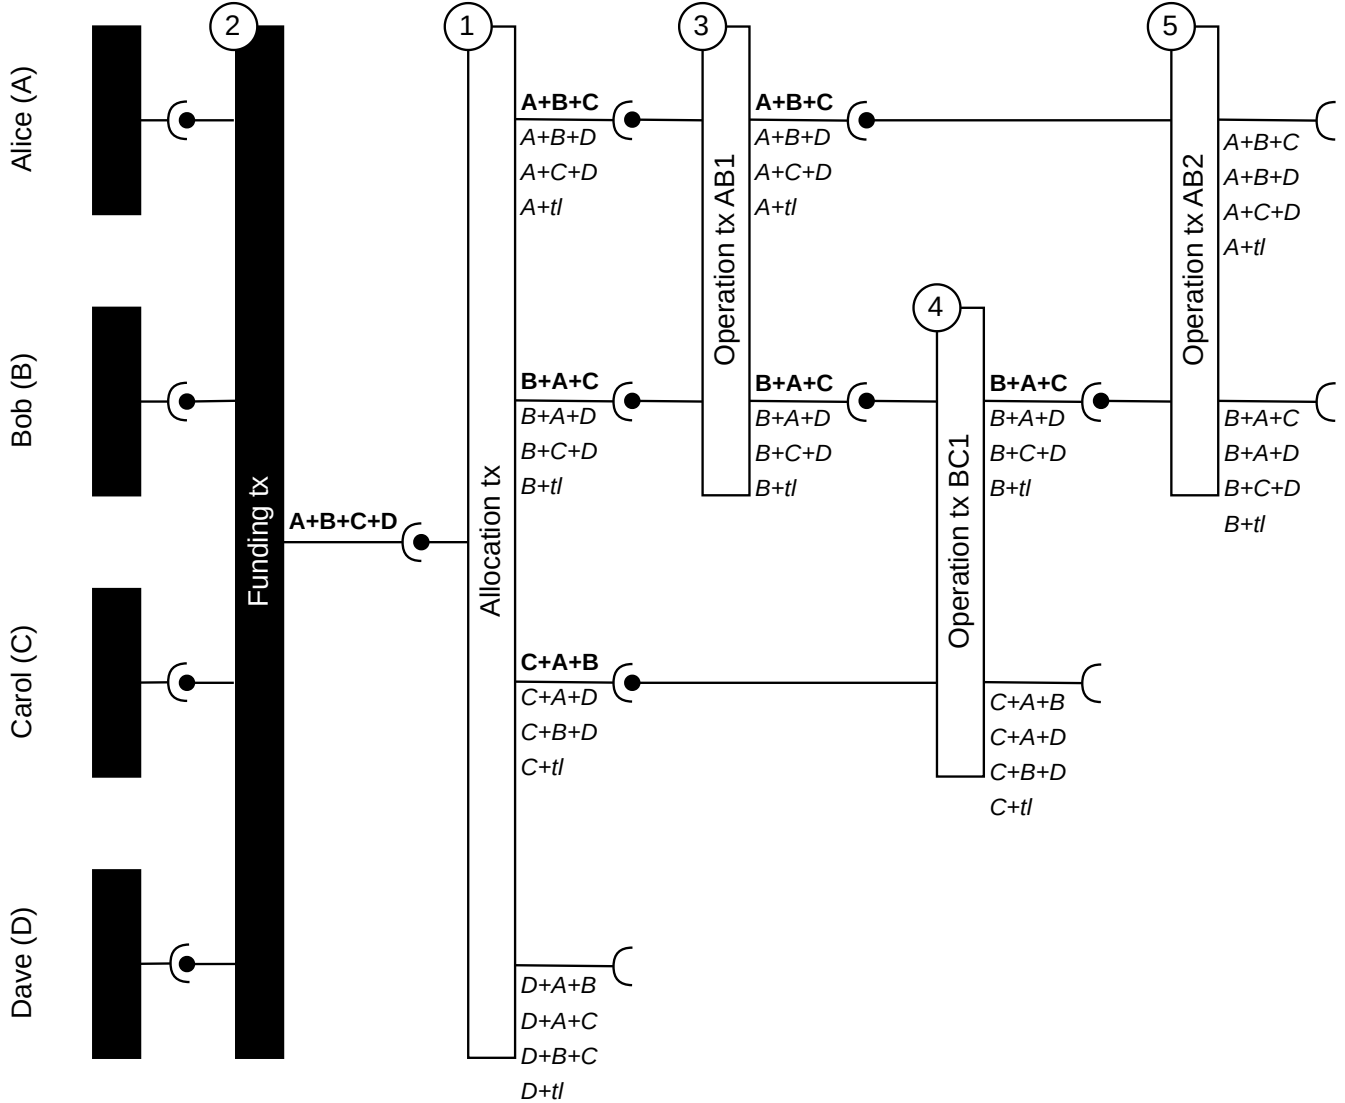 2
1
3
5
Alice (A)
A+B+C
A+B+D
A+C+D
A+tl
Operation tx AB1
A+B+C
A+B+D
A+C+D
A+tl
Operation tx AB2
A+B+C
A+B+D
A+C+D
A+tl
4
Bob (B)
B+A+C
B+A+D
B+C+D
B+tl
B+A+C
B+A+D
B+C+D
B+tl
Operation tx BC1
B+A+C
B+A+D
B+C+D
B+tl
B+A+C
B+A+D
B+C+D
B+tl
Funding tx
A+B+C+D
Allocation tx
Carol (C)
C+A+B
C+A+D
C+B+D
C+tl
C+A+B
C+A+D
C+B+D
C+tl
Dave (D)
D+A+B
D+A+C
D+B+C
D+tl